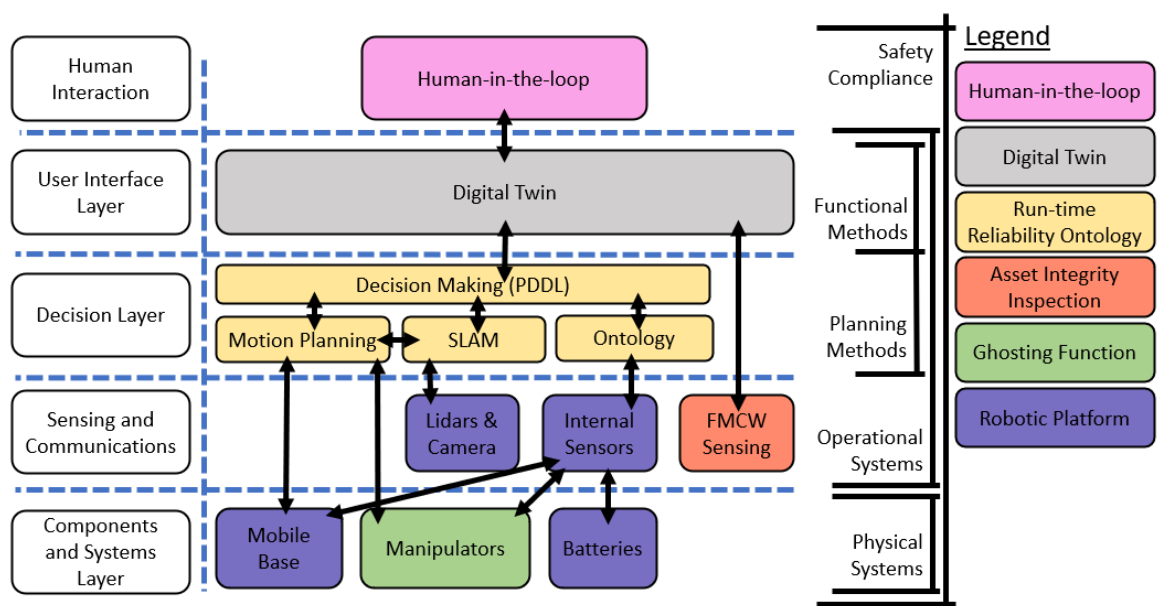 Human
Interaction
Human-in-the-loop
User Interface
Layer
Digital Twin
Decision Layer
Decision Making (PDDL)
Motion Planning
SLAM
Ontology
Sensing and
Communications
Lidars &
Camera
Internal
Sensors
FMCW
Sensing
Components
and Systems
Layer
Mobile
Base
Manipulators
Batteries
Safety
Compliance
Functional
Methods
Planning
Methods
Operational
Systems
Physical
Systems
Legend
Human-in-the-loop
Digital Twin
Run-time
Reliability Ontology
Asset Integrity
Inspection
Ghosting Function
Robotic Platform